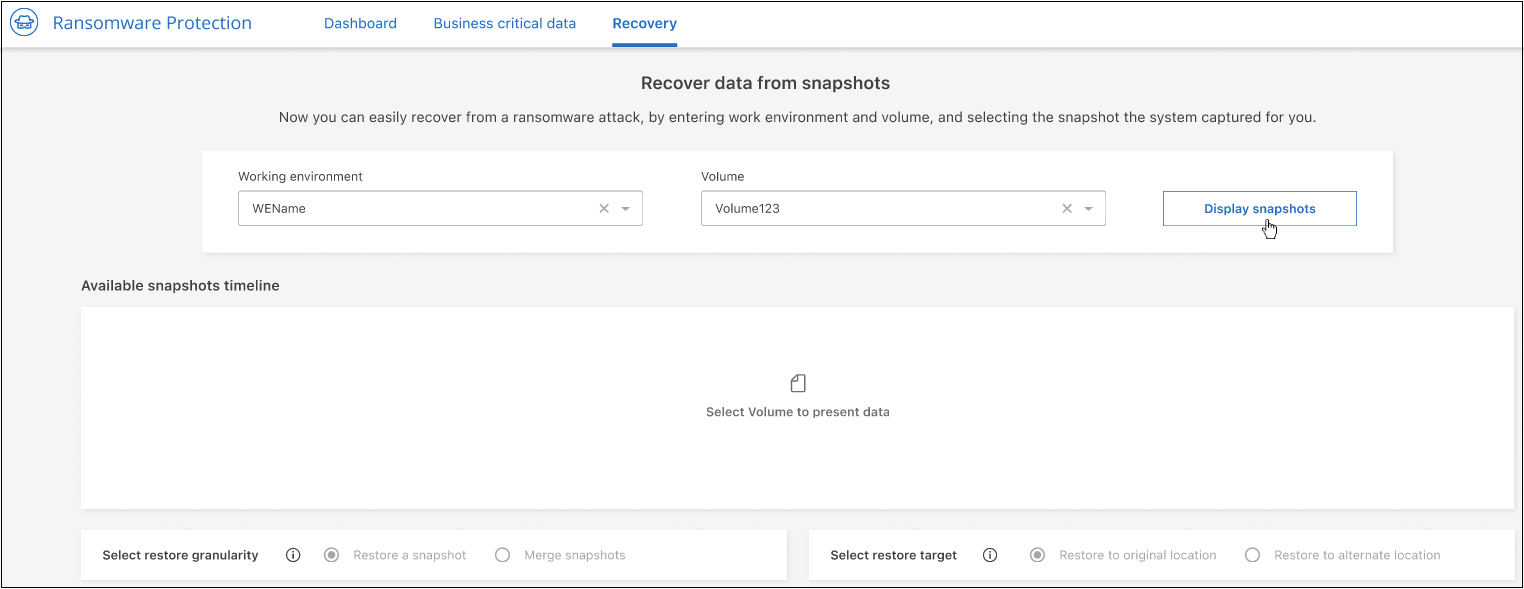 Ransomware Protection Dashboard Business critical data Recovery
Recover data from snapshots
Now you can easily recover from a ransomware attack, by entering work environment and volume, and selecting the snapshot the system captured for you.
Working environment Volume
WEName Volume123 Display snapshots
Available snapshots timeline
Select Volume to present data
Select restore granularity Restore a snapshot Merge snapshots Select restore target Restore to original location Restore to alternate location